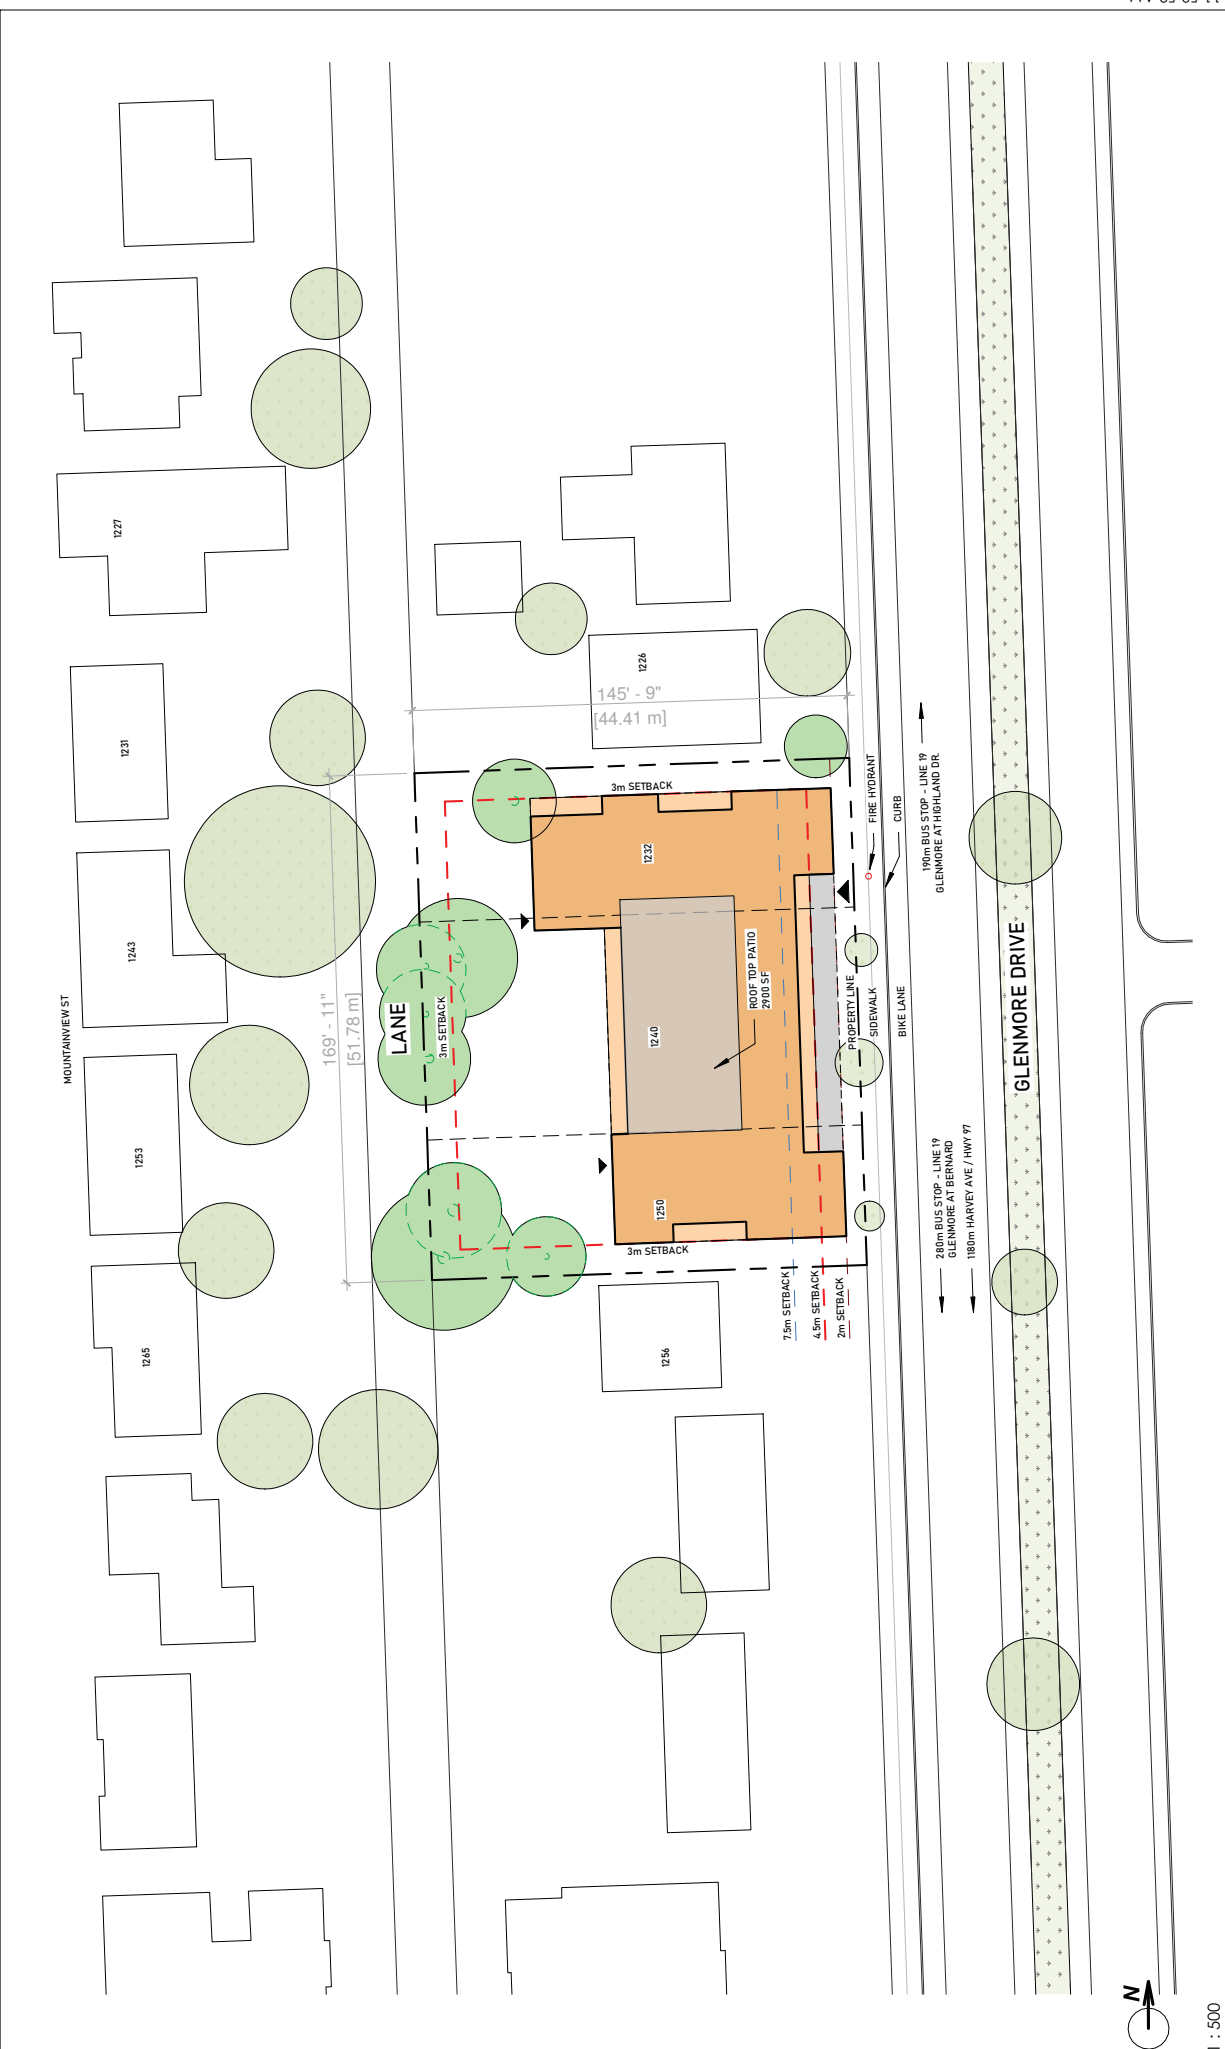 MOUNTAINVIEW ST
1227
1231
1243
1253
1265
1226
145' - 9"
[44.41 m]
169' - 11"
[51.78 m]
LANE
3m SETBACK
3m SETBACK
1232
1240
1250
ROOF TOP PATIO
2900 SF
3m SETBACK
1256
7.5m SETBACK
4.5m SETBACK
2m SETBACK
PROPERTY LINE
SIDEWALK
BIKE LANE
FIRE HYDRANT
CURB
190m BUS STOP - LINE 19
GLENMORE AT HIGHLAND DR.
280m BUS STOP - LINE 19
GLENMORE AT BERNARD
1180m HARVEY AVE / HWY 97
GLENMORE DRIVE
N
: 500